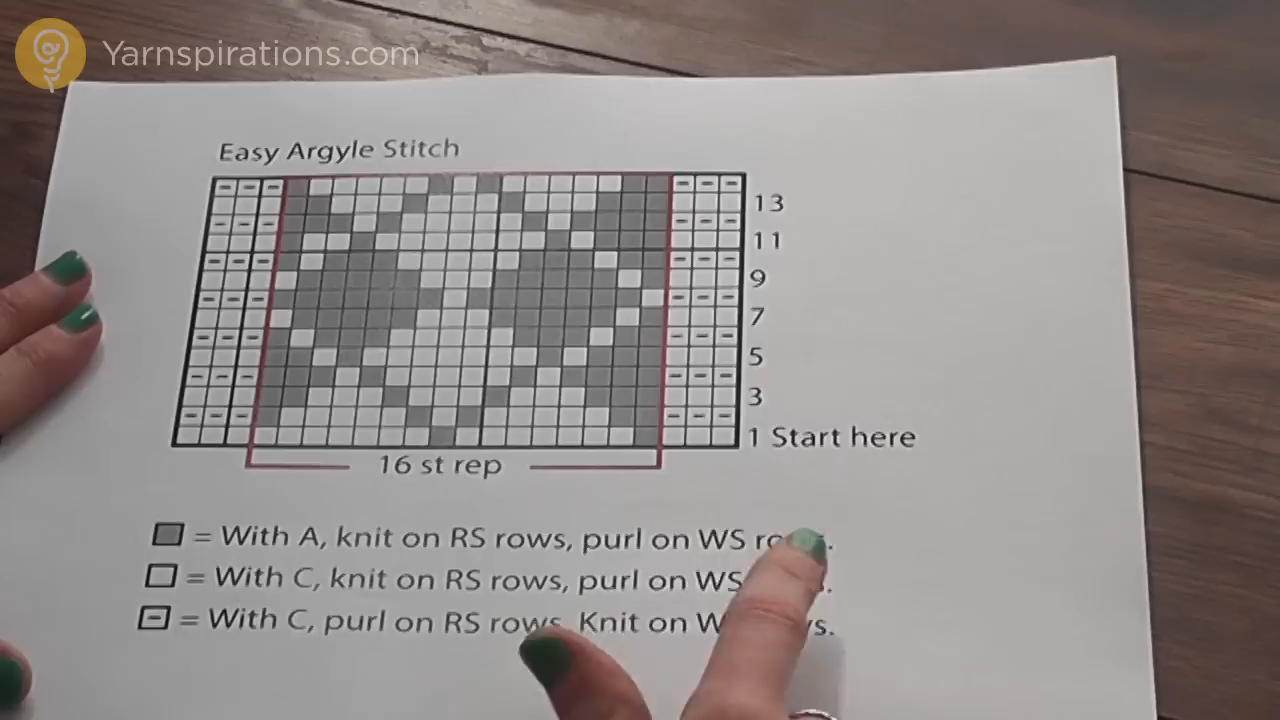 Yarnspirations.com
Easy Argyle Stitch
13
11
9
7
5
3
1 Start here
16 st rep
= With A, knit on RS rows, purl on WS
= With C, knit on RS rows, purl on WS
= With C, purl on RS rows, Knit on